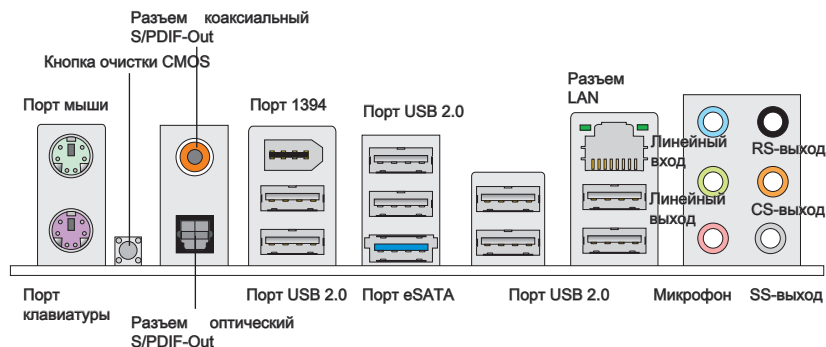 Разъем коаксиальный
S/PDIF-Out
Кнопка очистки CMOS
Порт мыши
Порт 1394
Порт USB 2.0
Разъем
LAN
Линейный
вход
RS-выход
Линейный
выход
CS-выход
Порт
клавиатуры
Порт USB 2.0
Порт eSATA
Порт USB 2.0
Микрофон
SS-выход
Разъем оптический
S/PDIF-Out